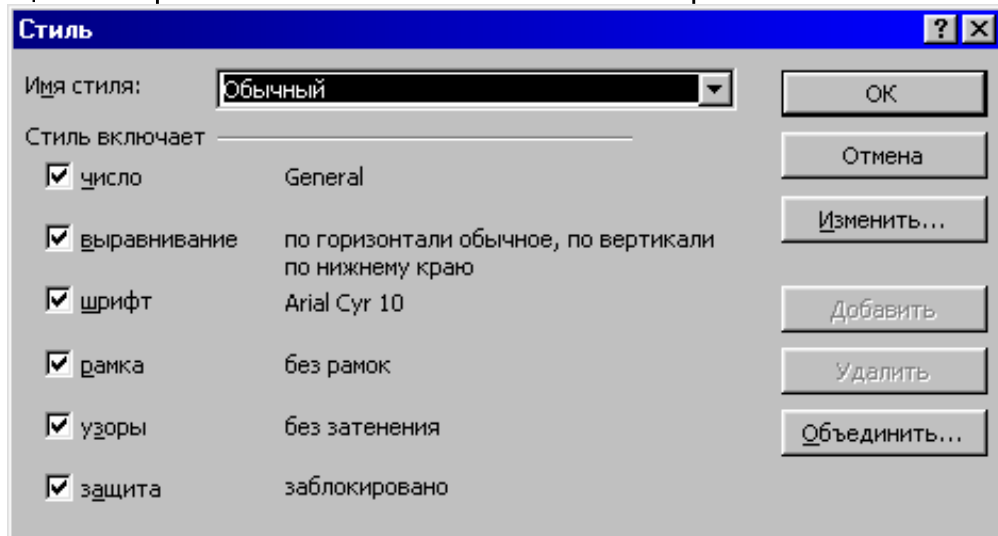 Стиль
Имя стиля: Обычный
ОК
Стиль включает
Отмена
число General
Изменить...
выравнивание по горизонтали обычное, по вертикали
по нижнему краю
шрифт Arial Cyr 10
Добавить
рамка без рамок
Удалить
узоры без затенения
Объединить...
защита заблокировано